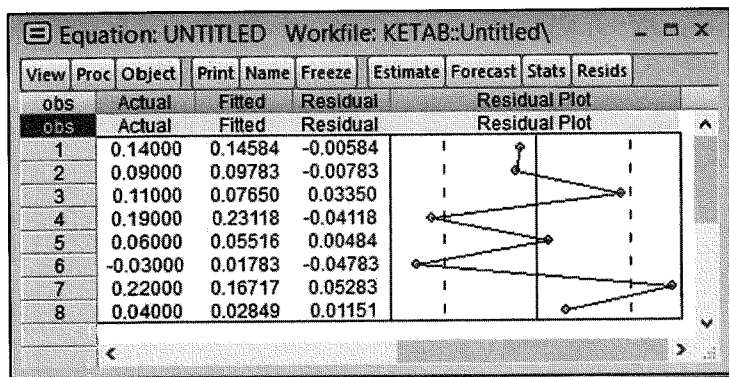 Equation: UNTITLED Workfile: KETAB::Untitled\
View Proc Object Print Name Freeze Estimate Forecast Stats Resids
obs Actual Fitted Residual Residual Plot
obs Actual Fitted Residual Residual Plot
1 0.14000 0.14584 -0.00584
2 0.09000 0.09783 -0.00783
3 0.11000 0.07650 0.03350
4 0.19000 0.23118 -0.04118
5 0.06000 0.05516 0.00484
6 -0.03000 0.01783 -0.04783
7 0.22000 0.16717 0.05283
8 0.04000 0.02849 0.01151